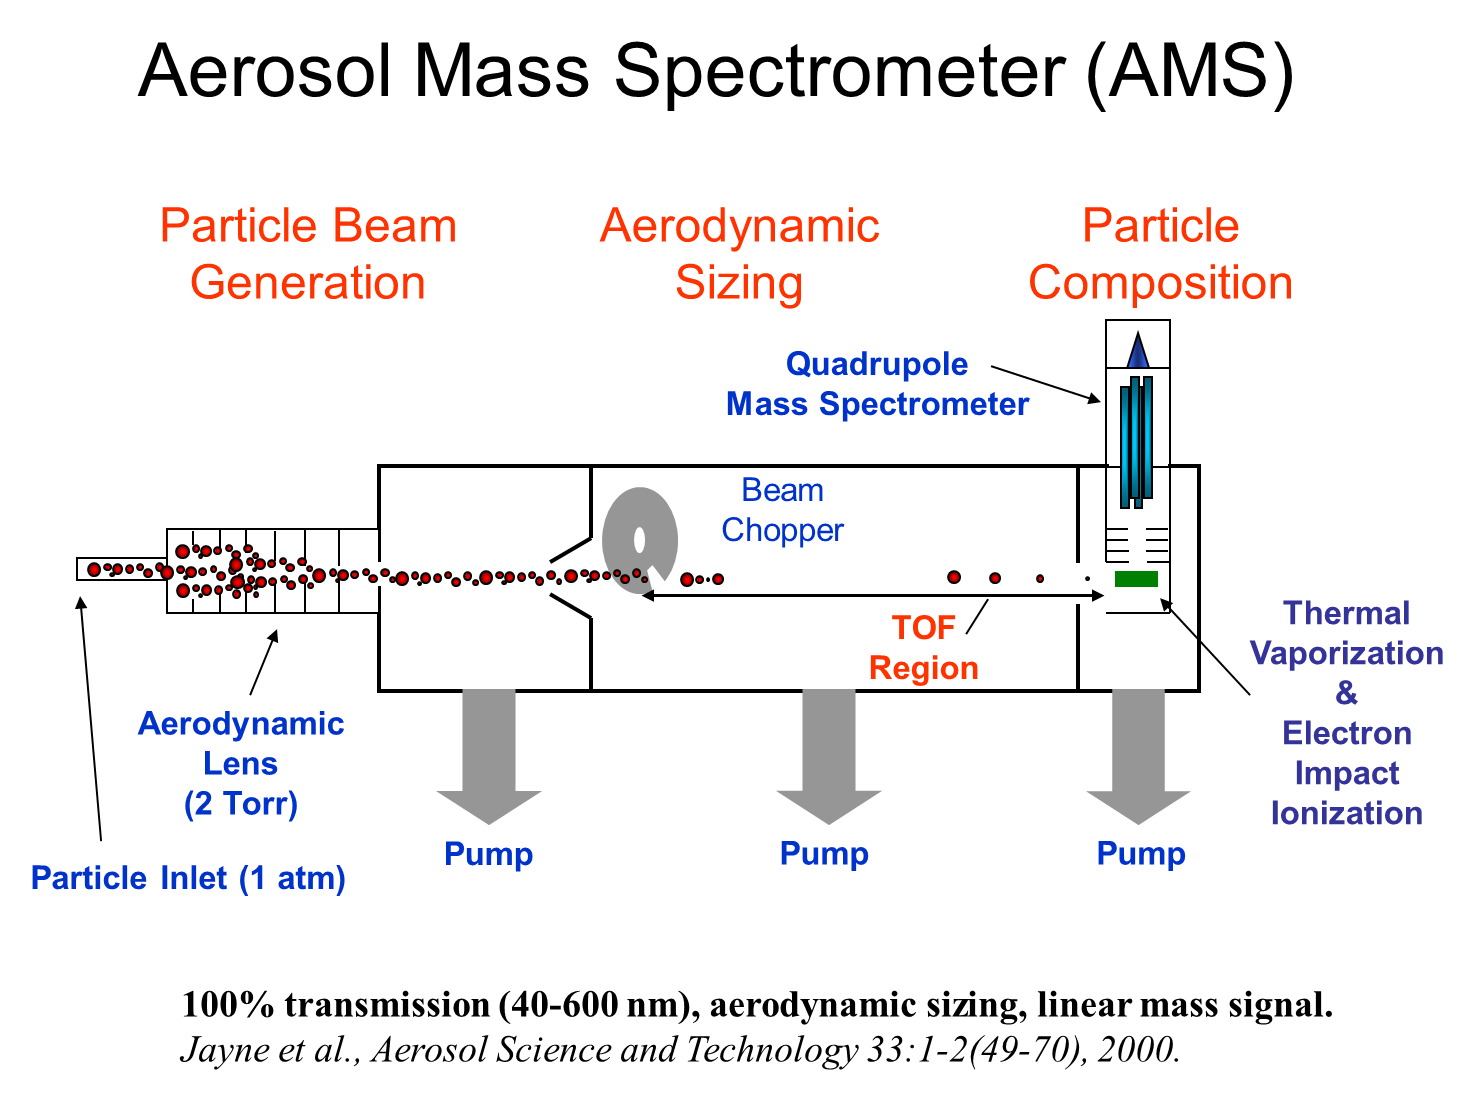 Aerosol Mass Spectrometer (AMS)
Particle Beam
Generation
Aerodynamic
Sizing
Particle
Composition
Quadrupole
Mass Spectrometer
Beam
Chopper
TOF
Region
Thermal
Vaporization
&
Electron
Impact
Ionization
Aerodynamic
Lens
(2 Torr)
Particle Inlet (1 atm)
Pump
Pump
Pump
100% transmission (40-600 nm), aerodynamic sizing, linear mass signal.
Jayne et al., Aerosol Science and Technology 33:1-2(49-70), 2000.